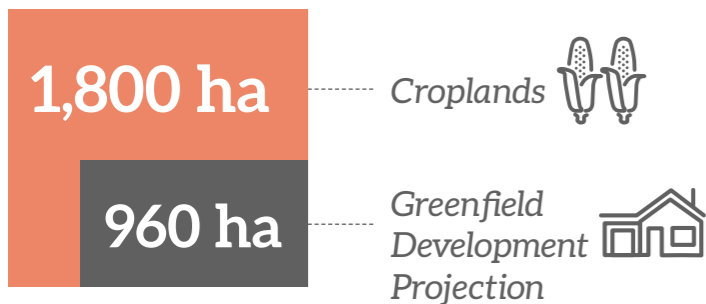 1,800 ha
Croplands
960 ha
Greenfield
Development
Projection